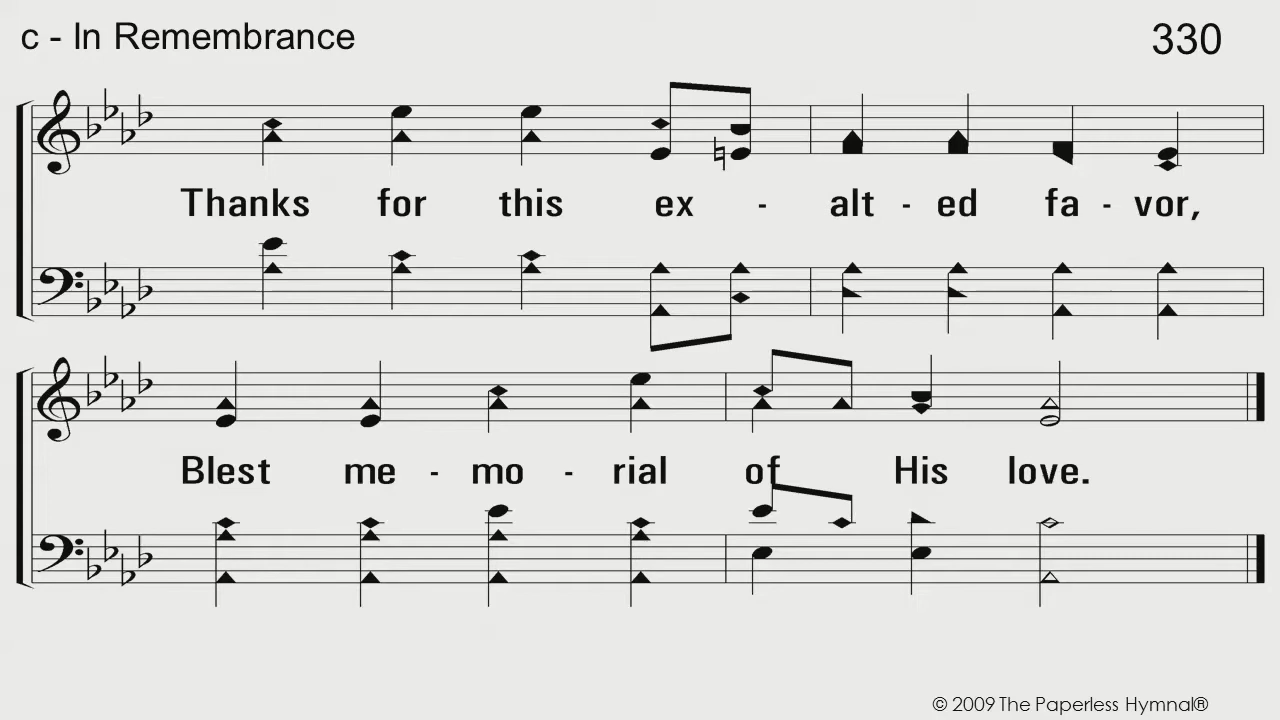 c - In Remembrance
330
Thanks for this ex - alt - ed fa - vor,
Blest me - mo - rial of His love.
© 2009 The Paperless Hymnal®